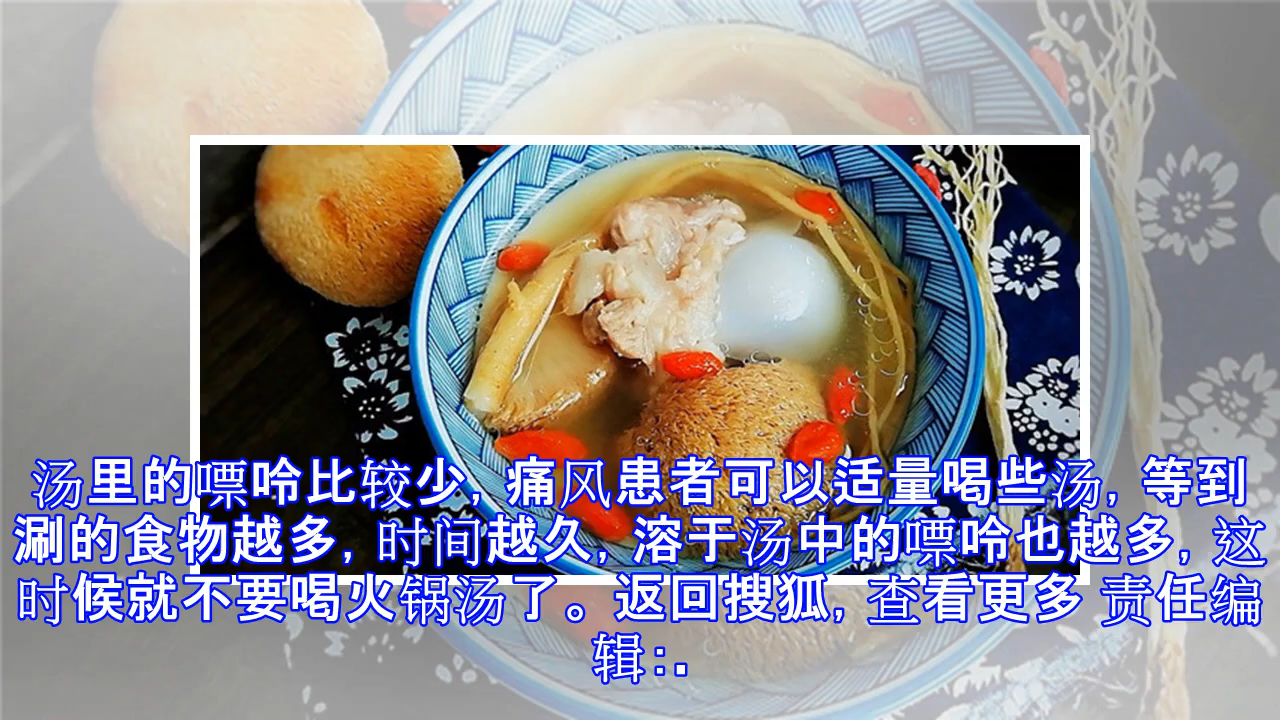 汤里的嘌呤比较少, 痛风患者可以适量喝些汤, 等到
涮的食物越多, 时间越久, 溶于汤中的嘌呤也越多, 这
时候就不要喝火锅汤了。返回搜狐, 查看更多 责任编
辑:.